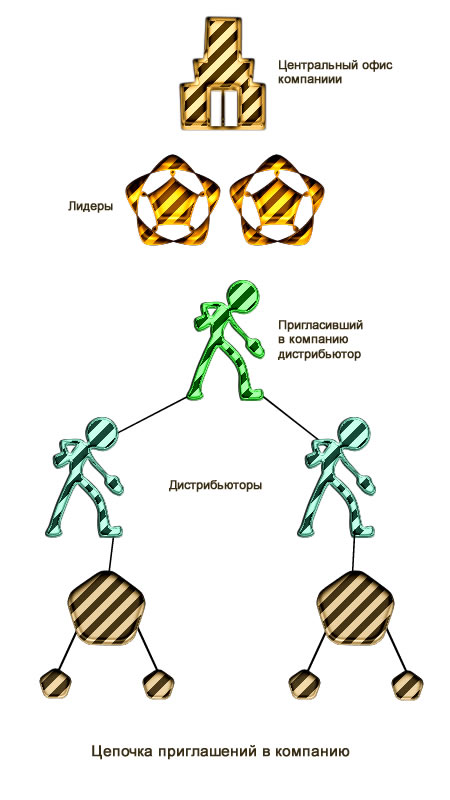 Центральный офис
компаниии
Лидеры
Пригласивший
в компанию
дистрибьютор
Дистрибьюторы
Цепочка приглашений в компанию